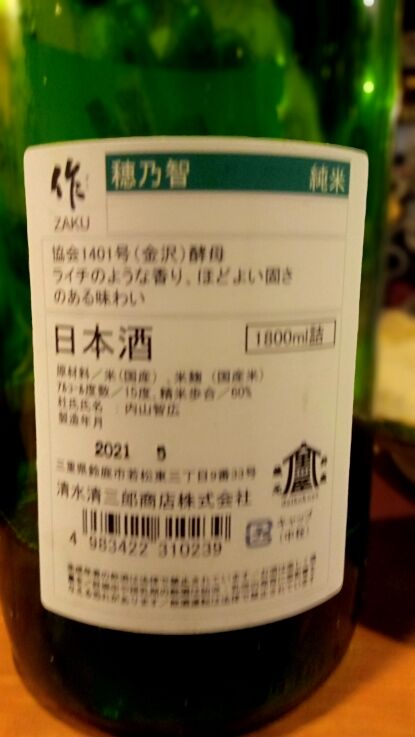 作
ZAKU
穂乃智 純米
協会1401号(金沢)酵母
ライチのような香り、ほどよい固さ
のある味わい
日本酒 1800ml詰
原材料/米(国産)、米麹(国産米)
アルコール度数/15度、精米歩合/60%
杜氏氏名:内山智広
製造年月
2021 5
三重県鈴鹿市若松東三丁目9番33号
清水清三郎商店株式会社
4 983422 310239
キャップ
(中栓)